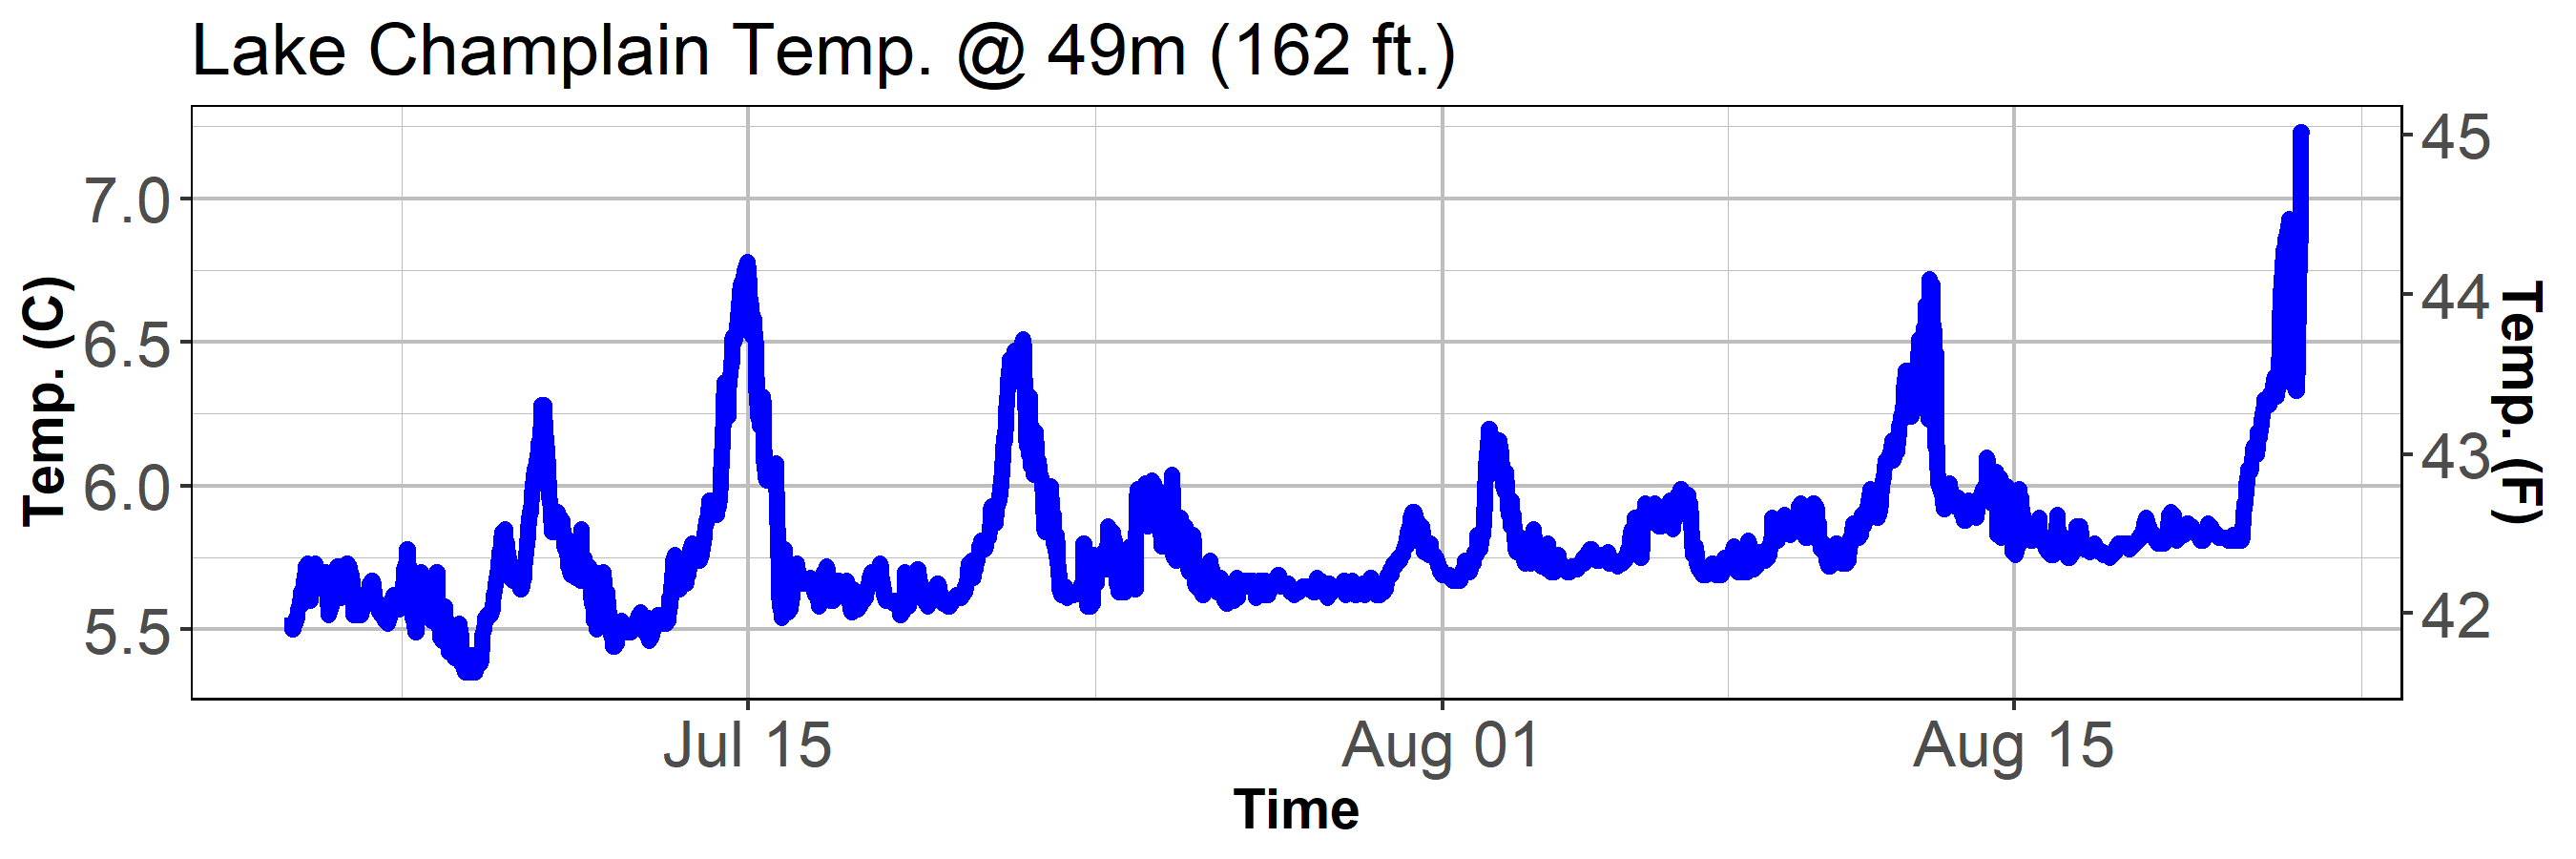 Lake Champlain Temp. @ 49m (162 ft.)
Temp. (C)
7.0
6.5
6.0
5.5
45
44
43
42
Temp. (F)
Jul 15
Aug 01
Aug 15
Time